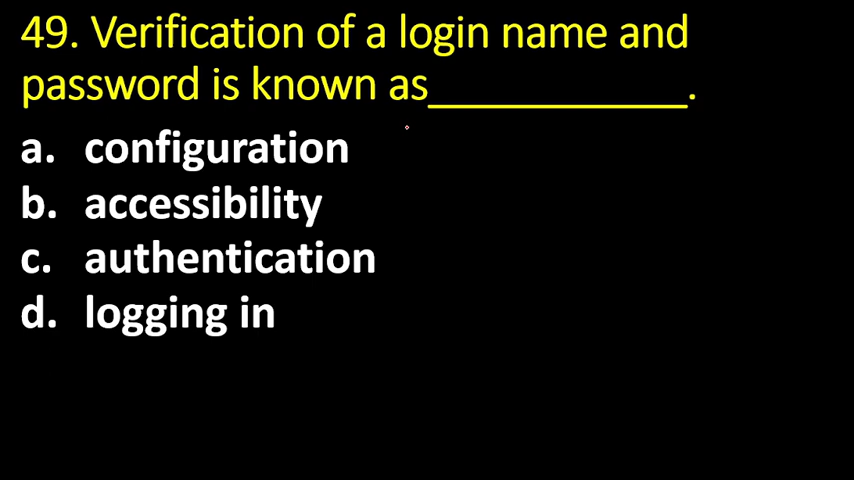 49. Verification of a login name and
password is known as___________.
a. configuration
b. accessibility
c. authentication
d. logging in